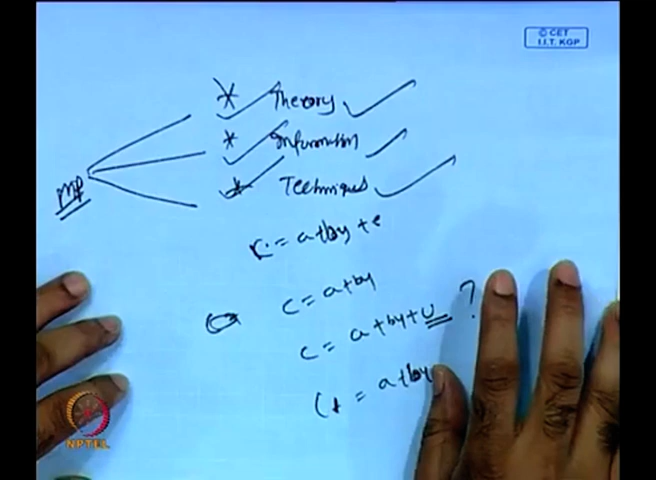 © CET
I.I.T. KGP
* Theory
* Information
MP
* Techniques
C = a+by+e
C = a+by
C = a+by+U ?
Ct = a+by
NPTEL